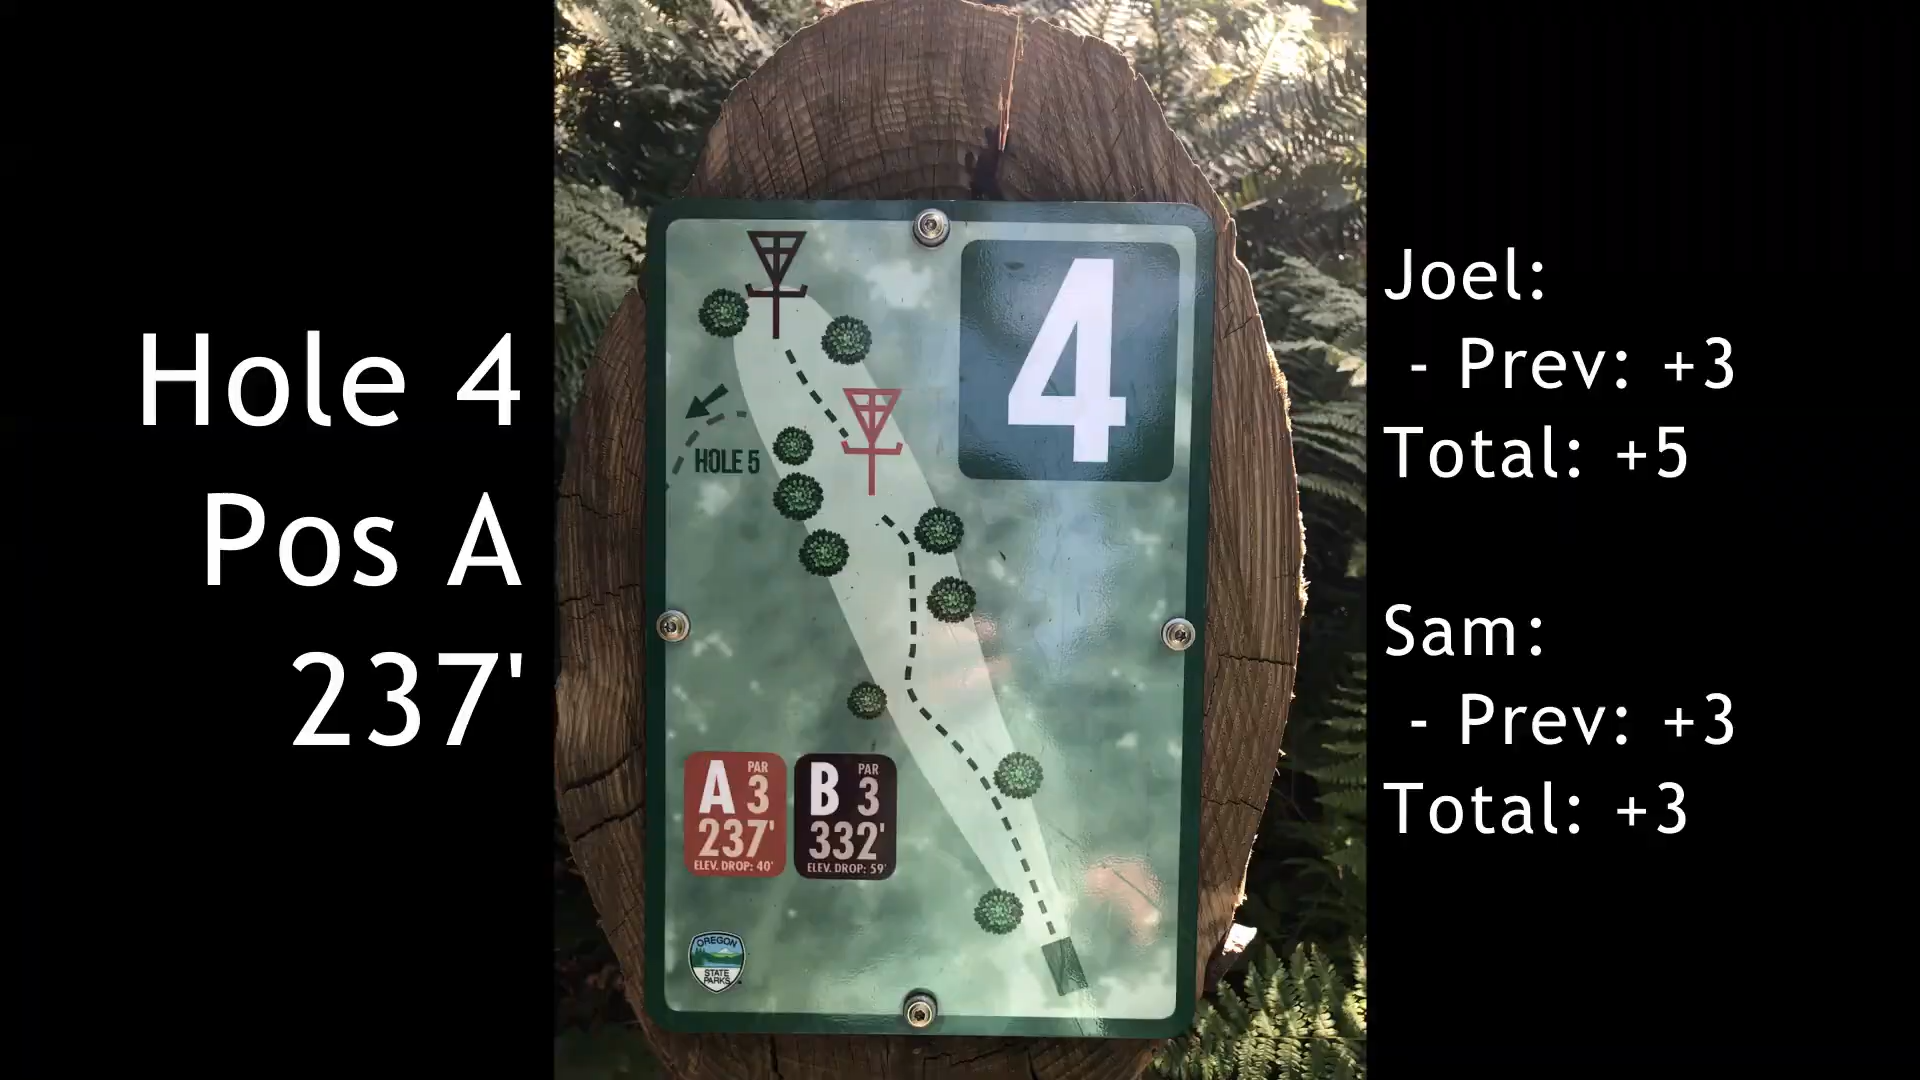 Hole 4
Pos A
237'
4
HOLE 5
A PAR 3
237'
ELEV. DROP: 40'
B PAR 3
332'
ELEV. DROP: 59'
OREGON
STATE
PARKS
Joel:
- Prev: +3
Total: +5
Sam:
- Prev: +3
Total: +3